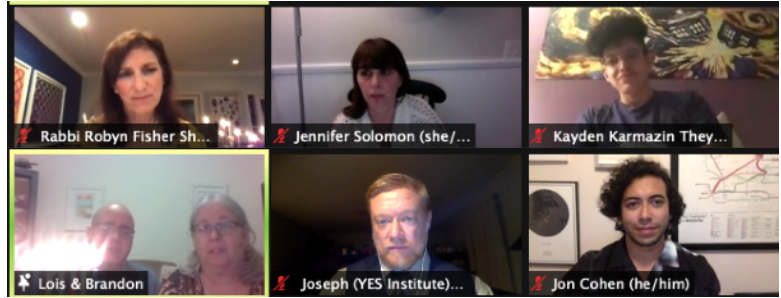 Rabbi Robyn Fisher Sh...
Jennifer Solomon (she/...
Kayden Karmazin They...
Lois & Brandon
Joseph (YES Institute)...
Jon Cohen (he/him)